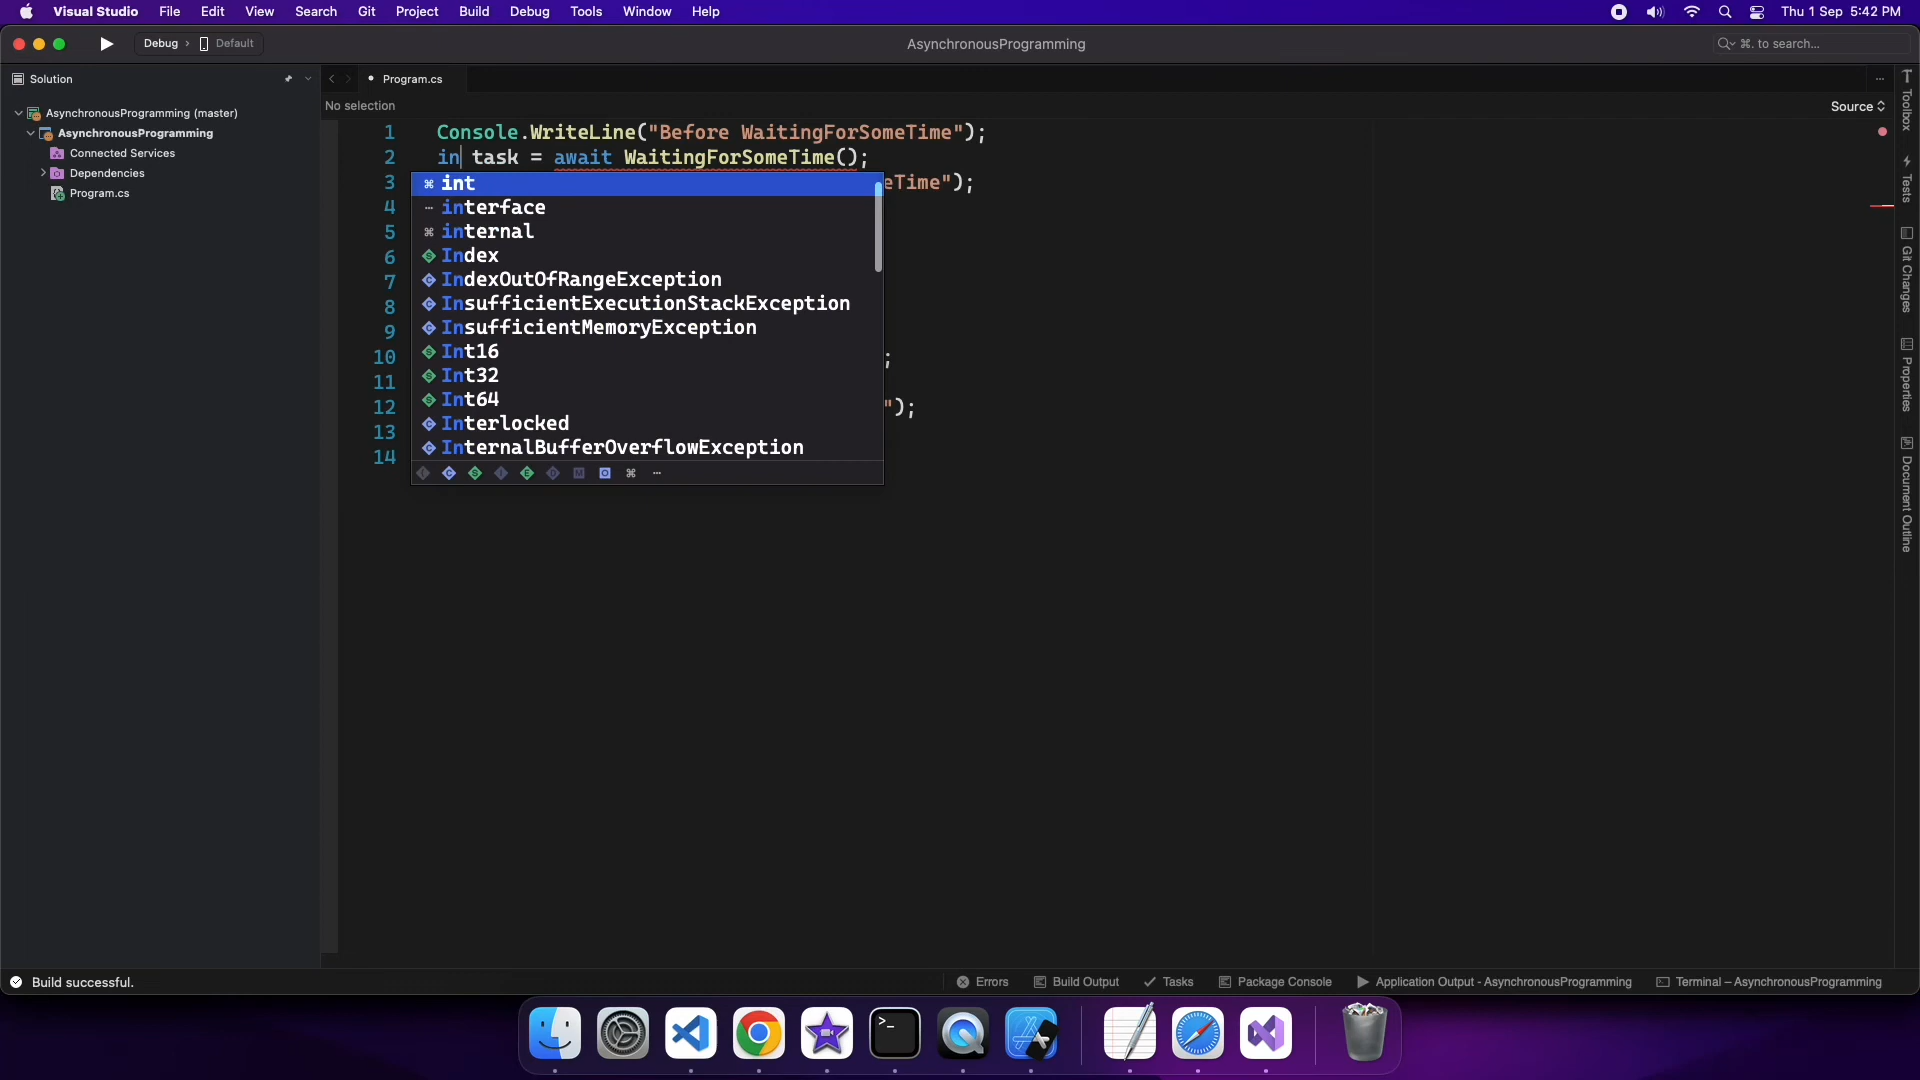 Visual Studio File Edit View Search Git Project Build Debug Tools Window Help Thu 1 Sep 5:42 PM
Debug › Default AsynchronousProgramming ⌘. to search...
Solution Program.cs
No selection Source
AsynchronousProgramming (master)
AsynchronousProgramming
Connected Services
Dependencies
Program.cs
1 Console.WriteLine("Before WaitingForSomeTime");
2 in task = await WaitingForSomeTime();
3 eTime");
4
5
6
7
8
9
10 ;
11
12 ");
13
14
int
interface
internal
Index
IndexOutOfRangeException
InsufficientExecutionStackException
InsufficientMemoryException
Int16
Int32
Int64
Interlocked
InternalBufferOverflowException
Toolbox
Tests
Git Changes
Properties
Document Outline
Build successful. Errors Build Output Tasks Package Console Application Output - AsynchronousProgramming Terminal – AsynchronousProgramming